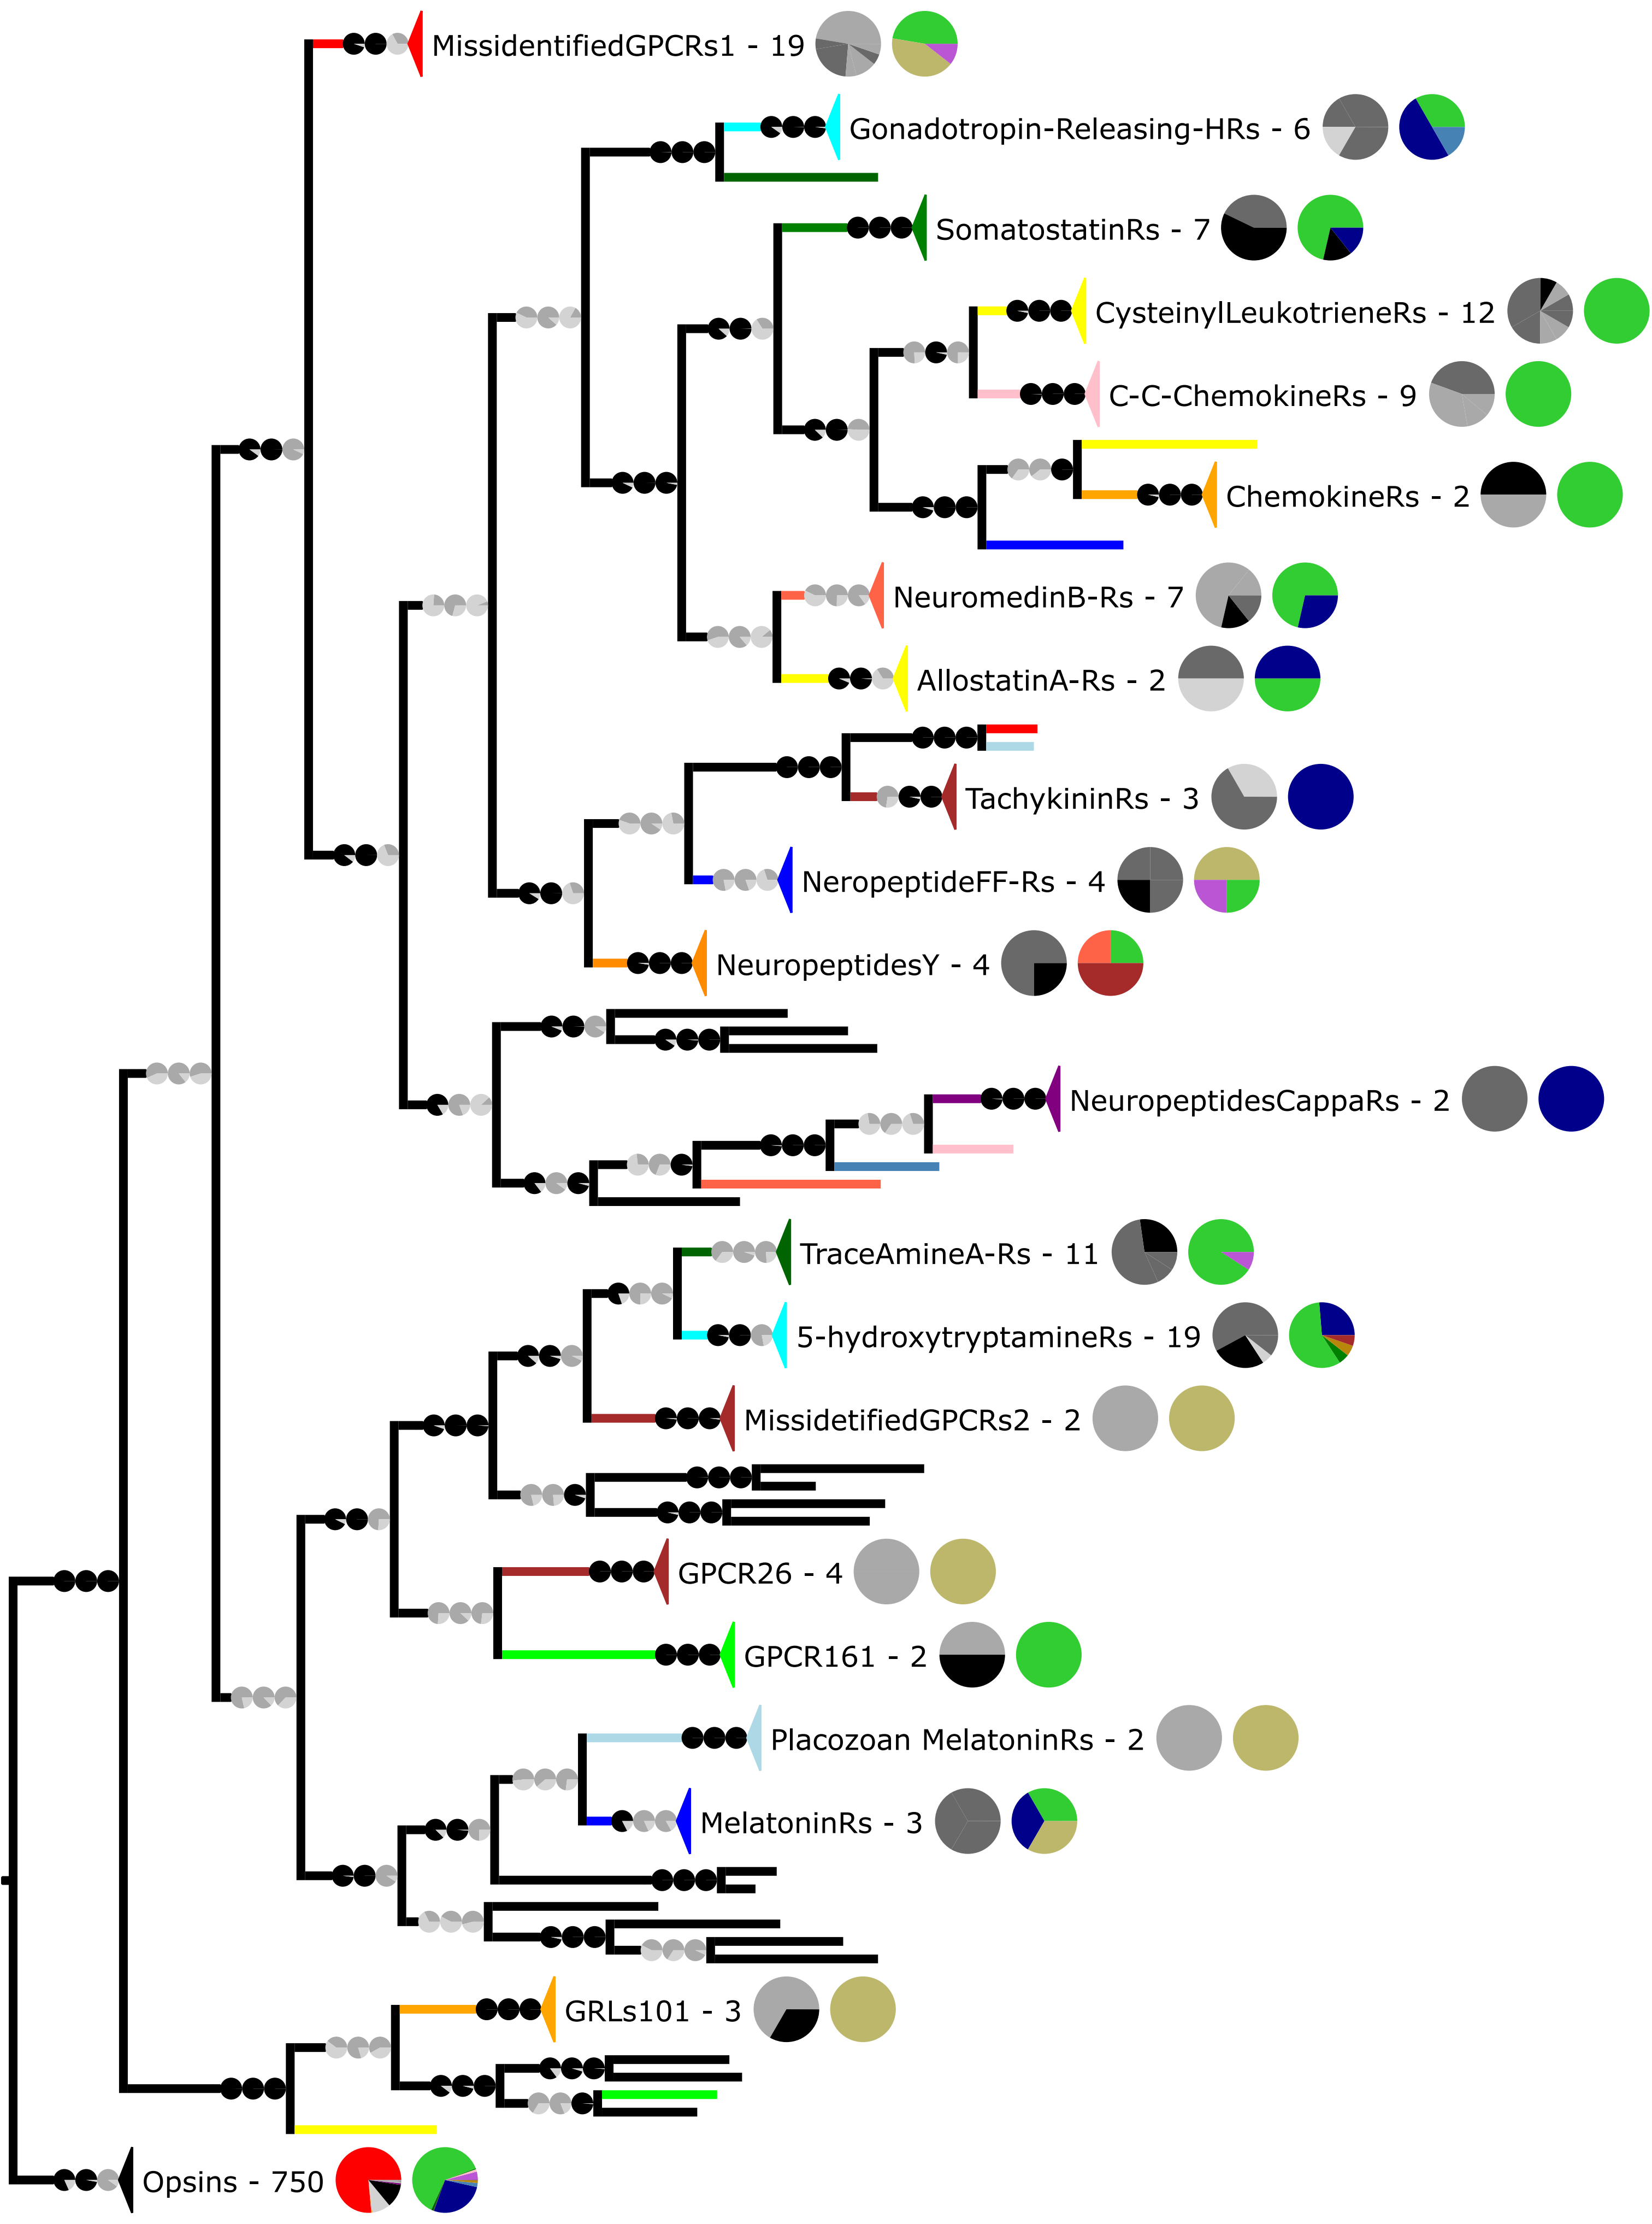 MissidentifiedGPCRs1 - 19
Gonadotropin-Releasing-HRs - 6
SomatostatinRs - 7
CysteinylLeukotrieneRs - 12
C-C-ChemokineRs - 9
ChemokineRs - 2
NeuromedinB-Rs - 7
AllostatinA-Rs - 2
TachykininRs - 3
NeropeptideFF-Rs - 4
NeuropeptidesY - 4
NeuropeptidesCappaRs - 2
TraceAmineA-Rs - 11
5-hydroxytryptamineRs - 19
MissidetifiedGPCRs2 - 2
GPCR26 - 4
GPCR161 - 2
Placozoan MelatoninRs - 2
MelatoninRs - 3
GRLs101 - 3
Opsins - 750